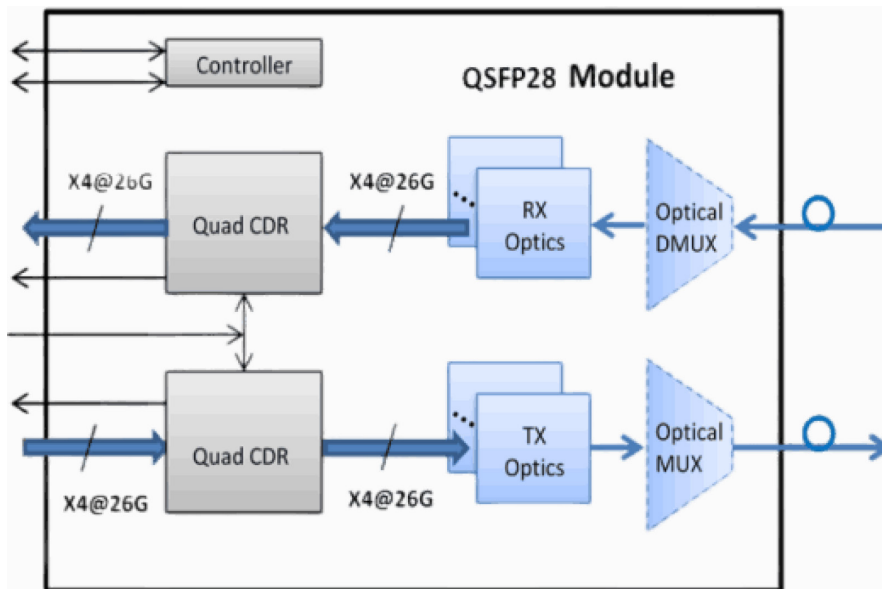 Controller
QSFP28 Module
X4@26G
X4@26G
Quad CDR
RX
Optics
Optical
DMUX
Quad CDR
TX
Optics
Optical
MUX
X4@26G
X4@26G